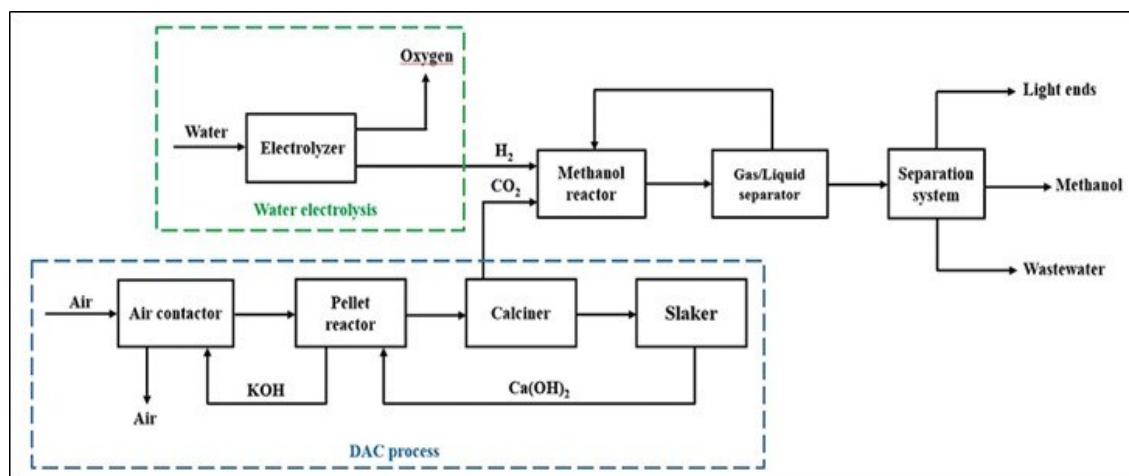 Oxygen
Water
Electrolyzer
Water electrolysis
H2
CO2
Methanol
reactor
Gas/Liquid
separator
Separation
system
Light ends
Methanol
Wastewater
Air
Air contactor
Pellet
reactor
Calciner
Slaker
KOH
Ca(OH)2
Air
DAC process